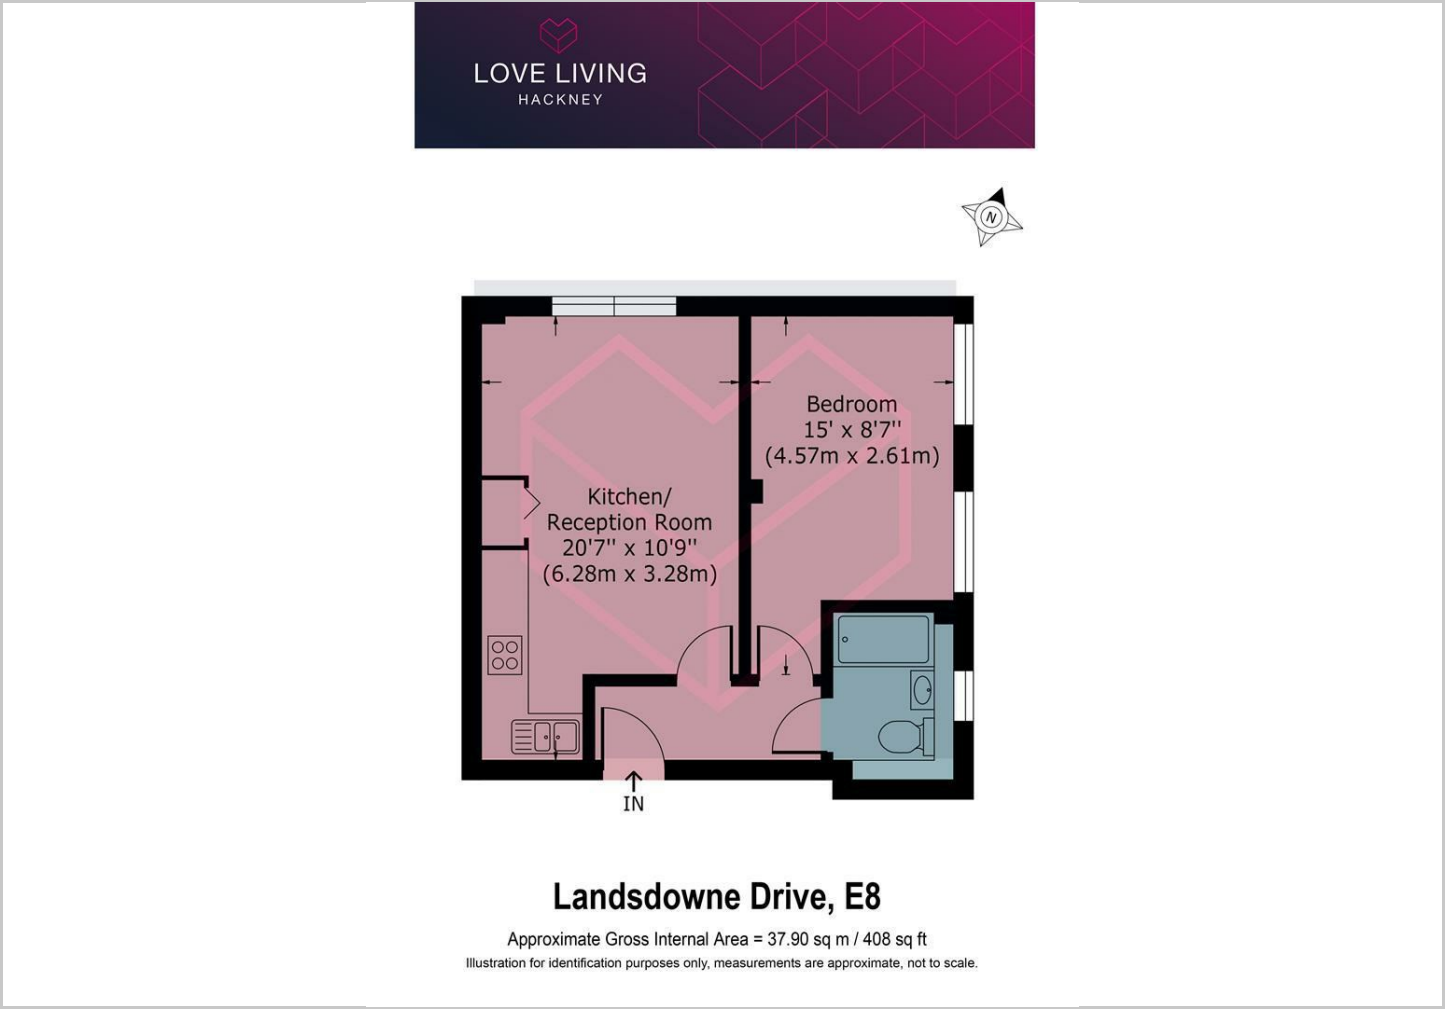 LOVE LIVING
HACKNEY
N
Bedroom
15' x 8'7''
(4.57m x 2.61m)
Kitchen/
Reception Room
20'7'' x 10'9''
(6.28m x 3.28m)
IN
Landsdowne Drive, E8
Approximate Gross Internal Area = 37.90 sq m / 408 sq ft
Illustration for identification purposes only, measurements are approximate, not to scale.